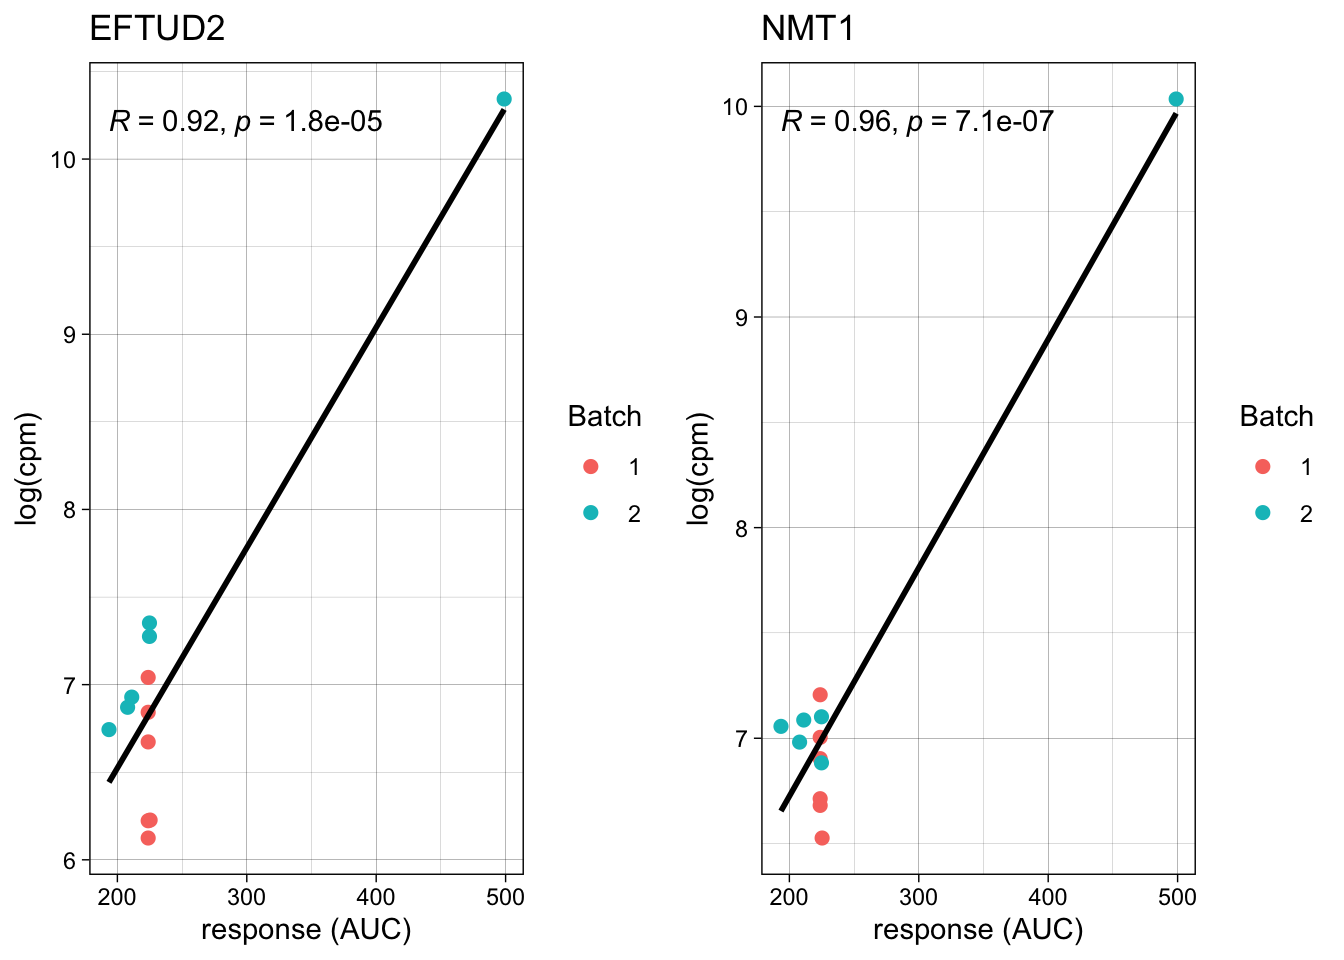 EFTUD2
R = 0.92, p = 1.8e-05
10
9
8
7
6
200 300 400 500
response (AUC)
log(cpm)
Batch
1
2
NMT1
R = 0.96, p = 7.1e-07
10
9
8
7
200 300 400 500
response (AUC)
log(cpm)
Batch
1
2